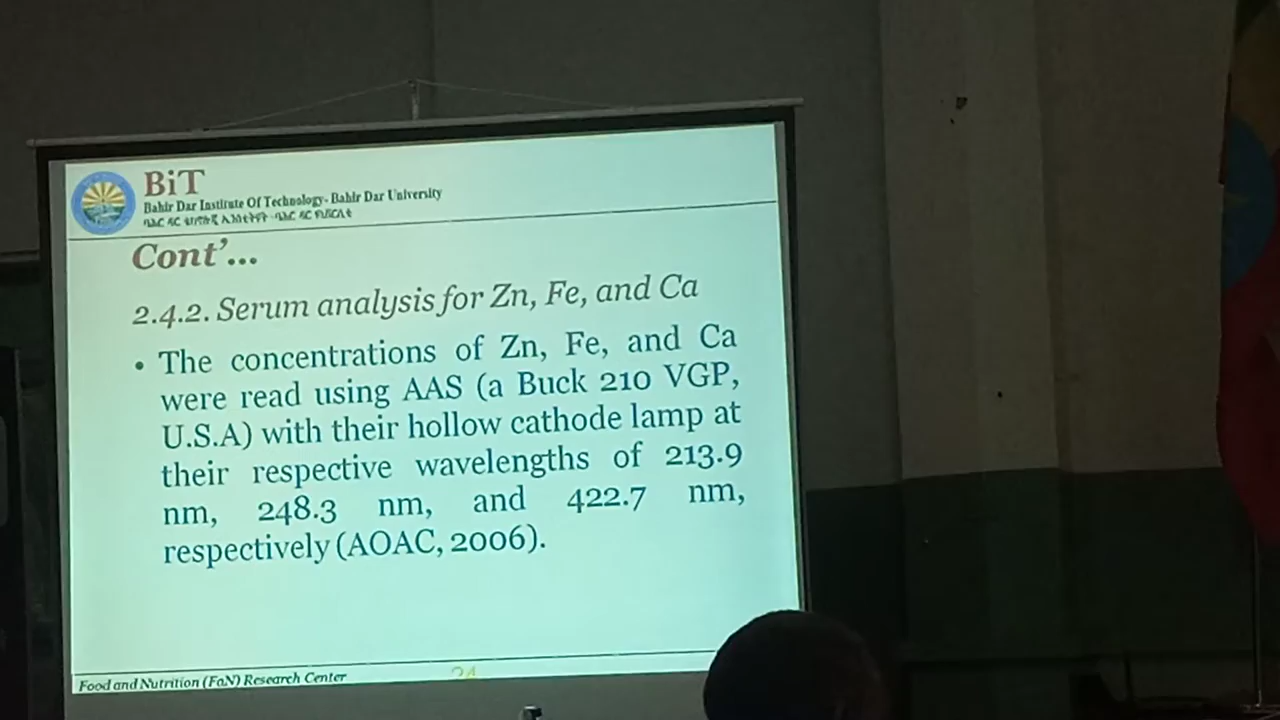 BiT
Bahir Dar Institute Of Technology- Bahir Dar University
ባሕር ዳር ቴክኖሎጂ ኢንስቲትዩት -ባሕር ዳር ዩኒቨርሲቲ
Cont’...
2.4.2. Serum analysis for Zn, Fe, and Ca
• The concentrations of Zn, Fe, and Ca
were read using AAS (a Buck 210 VGP,
U.S.A) with their hollow cathode lamp at
their respective wavelengths of 213.9
nm, 248.3 nm, and 422.7 nm,
respectively (AOAC, 2006).
Food and Nutrition (FaN) Research Center
24